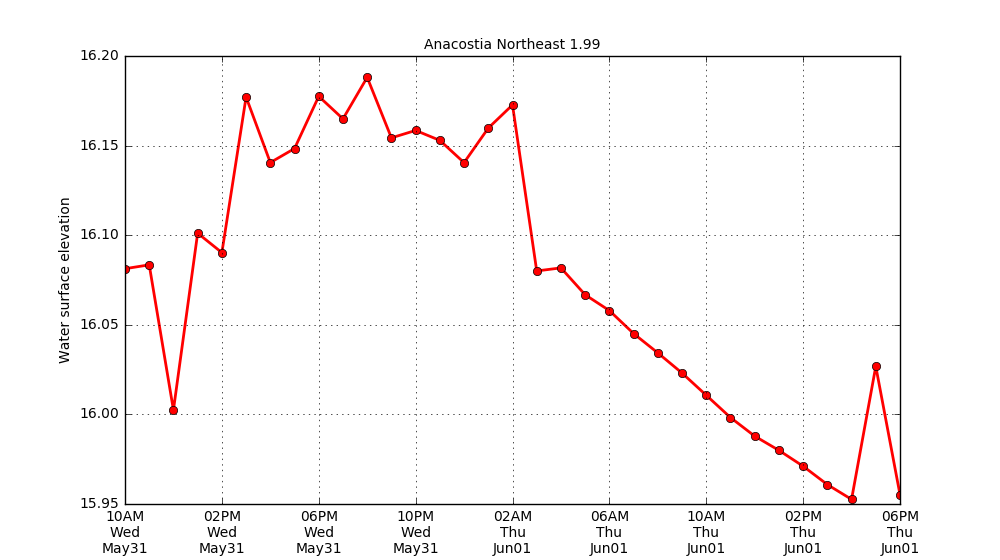 Anacostia Northeast 1.99
Water surface elevation
16.20
16.15
16.10
16.05
16.00
15.95
10AM 02PM 06PM 10PM 02AM 06AM 10AM 02PM 06PM
Wed Wed Wed Wed Thu Thu Thu Thu Thu
May31 May31 May31 May31 Jun01 Jun01 Jun01 Jun01 Jun01